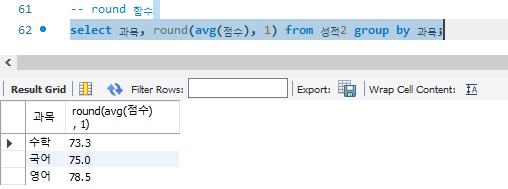 61 -- round 함수
62 select 과목, round(avg(점수), 1) from 성적2 group by 과목;
Result Grid Filter Rows: Export: Wrap Cell Content:
과목 round(avg(점수), 1)
수학 73.3
국어 75.0
영어 78.5